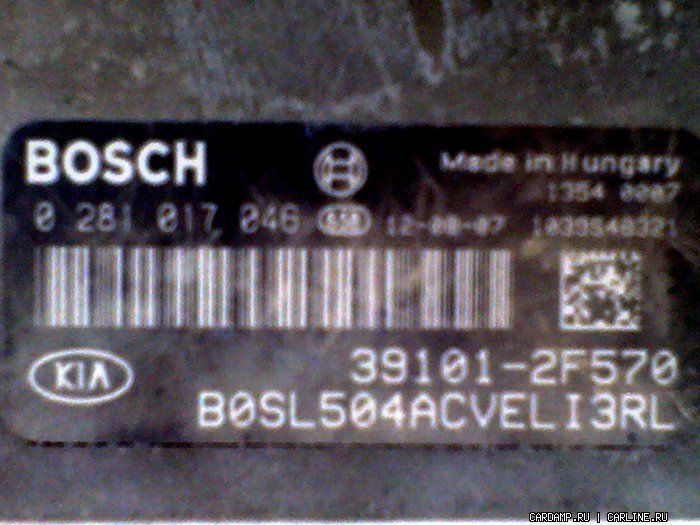 BOSCH
Made in Hungary
1354 0007
0 281 017 046 12-08-07 1039S48321
KIA 39101-2F570
B0SL504ACVELI3RL
CARDAMP.RU | CARLINE.RU